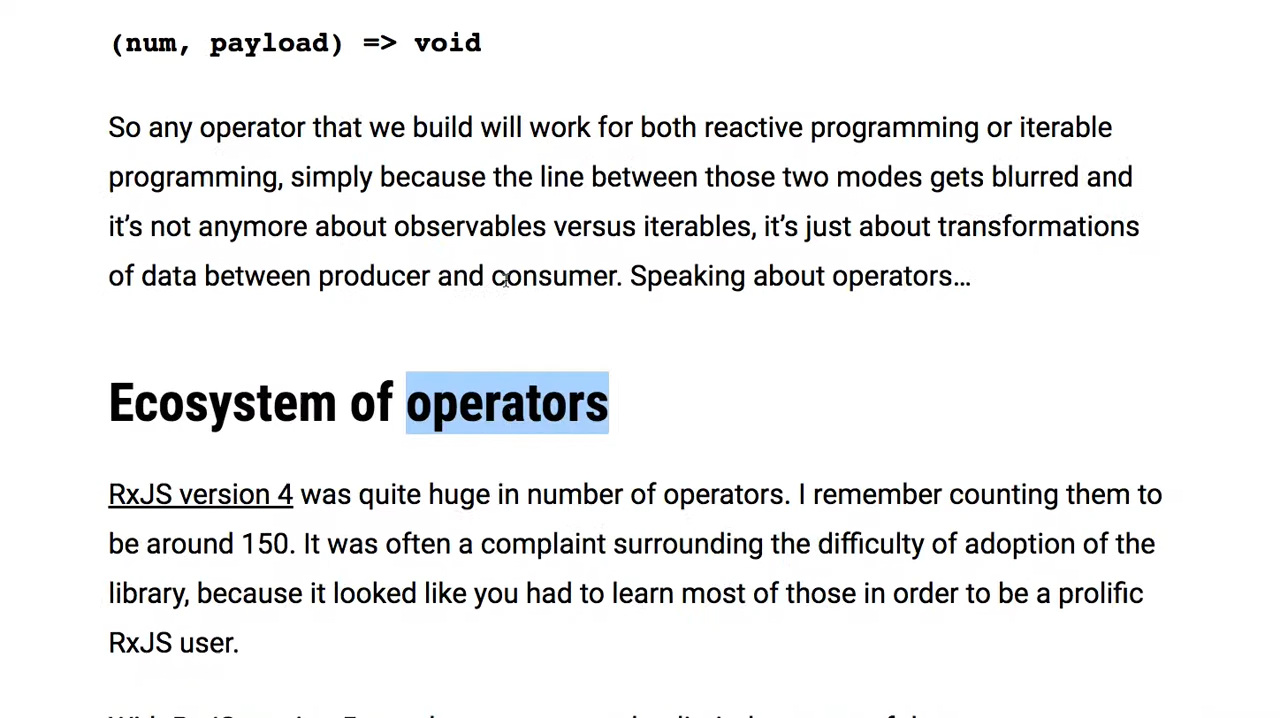 (num, payload) => void
So any operator that we build will work for both reactive programming or iterable
programming, simply because the line between those two modes gets blurred and
it’s not anymore about observables versus iterables, it’s just about transformations
of data between producer and consumer. Speaking about operators…
Ecosystem of operators
RxJS version 4 was quite huge in number of operators. I remember counting them to
be around 150. It was often a complaint surrounding the difficulty of adoption of the
library, because it looked like you had to learn most of those in order to be a prolific
RxJS user.